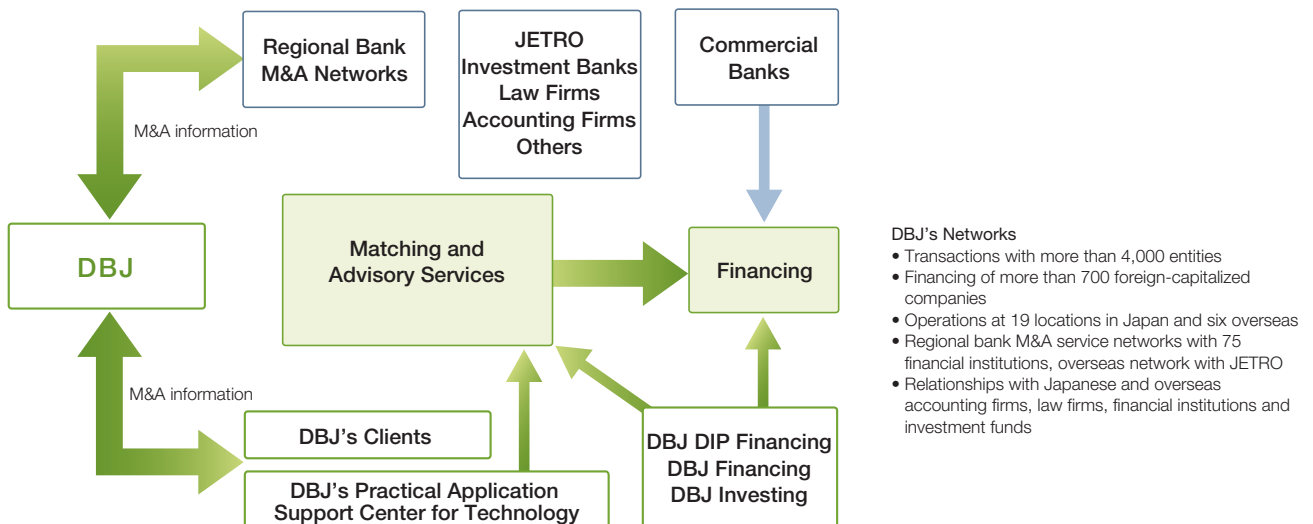 Regional Bank
M&A Networks
JETRO
Investment Banks
Law Firms
Accounting Firms
Others
Commercial
Banks
M&A information
DBJ
Matching and
Advisory Services
Financing
M&A information
DBJ's Clients
DBJ's Practical Application
Support Center for Technology
DBJ DIP Financing
DBJ Financing
DBJ Investing
DBJ's Networks
• Transactions with more than 4,000 entities
• Financing of more than 700 foreign-capitalized
companies
• Operations at 19 locations in Japan and six overseas
• Regional bank M&A service networks with 75
financial institutions, overseas network with JETRO
• Relationships with Japanese and overseas
accounting firms, law firms, financial institutions and
investment funds